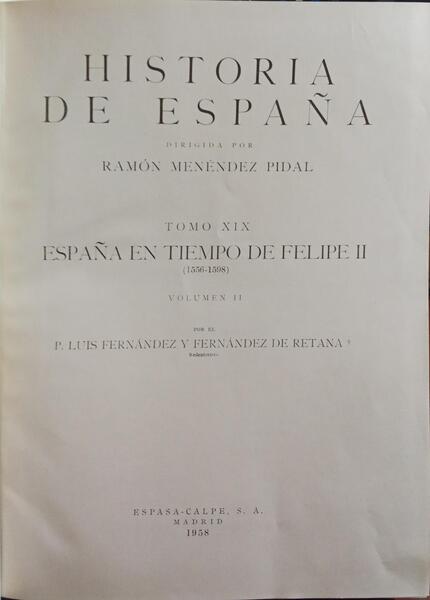 HISTORIA
DE ESPAÑA
DIRIGIDA POR
RAMÓN MENÉNDEZ PIDAL
TOMO XIX
ESPAÑA EN TIEMPO DE FELIPE II
(1556-1598)
VOLUMEN II
POR EL
P. LUIS FERNÁNDEZ Y FERNÁNDEZ DE RETANA †
Redentorista
ESPASA-CALPE, S. A.
MADRID
1958